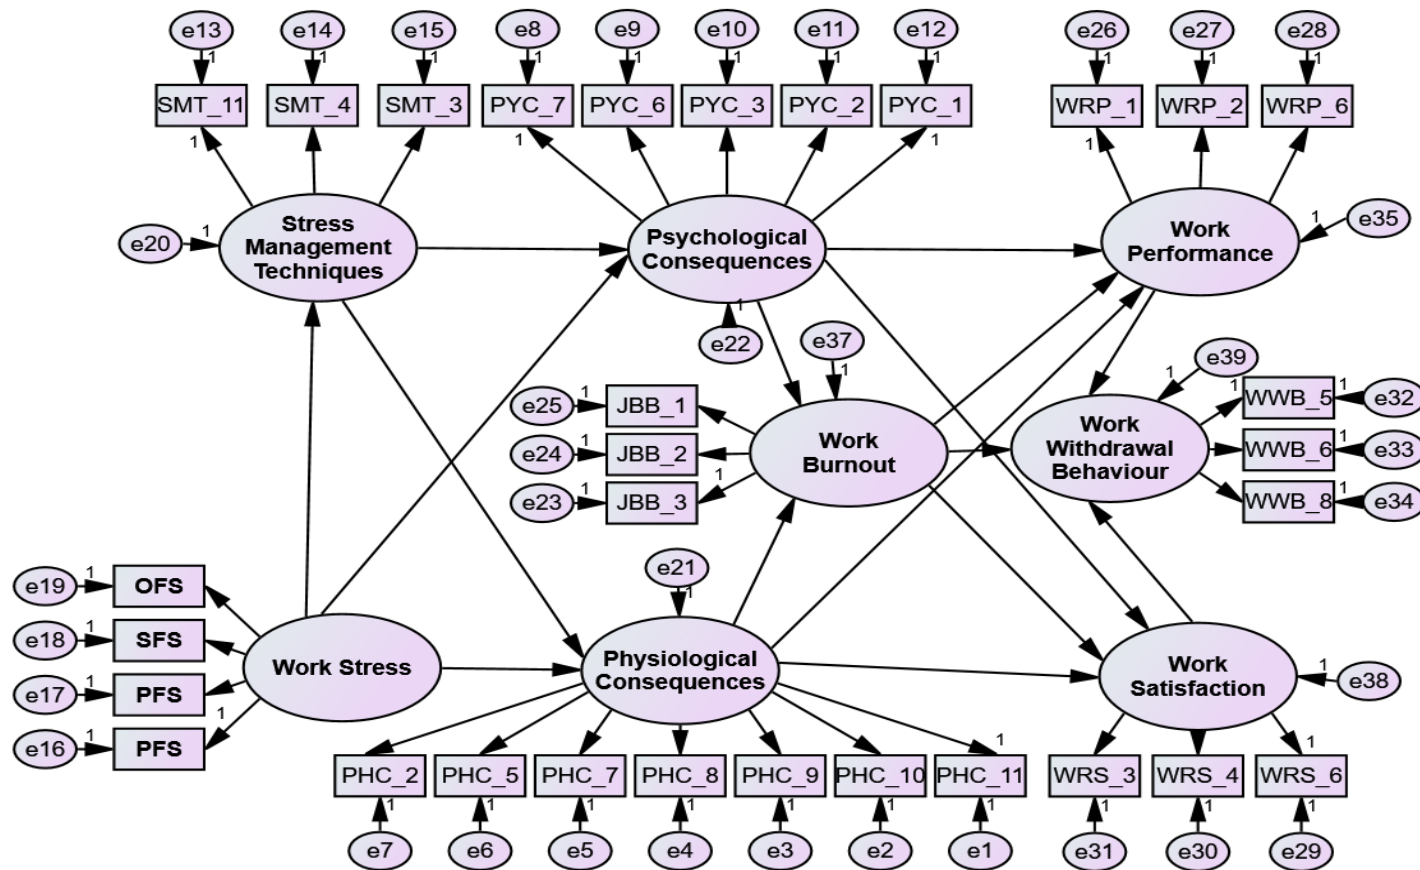 e13 e14 e15 e8 e9 e10 e11 e12 e26 e27 e28
1 1 1 1 1 1 1 1 1 1 1
SMT_11 SMT_4 SMT_3 PYC_7 PYC_6 PYC_3 PYC_2 PYC_1 WRP_1 WRP_2 WRP_6
1 1 1 1
e20 1
Stress
Management
Techniques
Psychological
Consequences
Work
Performance
1 e35
1
e22
e37
1
e39
1
e25 1 JBB_1
e24 1 JBB_2
e23 1 JBB_3
1
Work
Burnout
Work
Withdrawal
Behaviour
1 WWB_5 1 e32
WWB_6 1 e33
WWB_8 1 e34
e21
1
e19 1 OFS
e18 1 SFS
e17 1 PFS
e16 1 PFS
1
Work Stress
Physiological
Consequences
Work
Satisfaction
1 e38
1 1
PHC_2 PHC_5 PHC_7 PHC_8 PHC_9 PHC_10 PHC_11 WRS_3 WRS_4 WRS_6
1 1 1 1 1 1 1 1 1 1
e7 e6 e5 e4 e3 e2 e1 e31 e30 e29